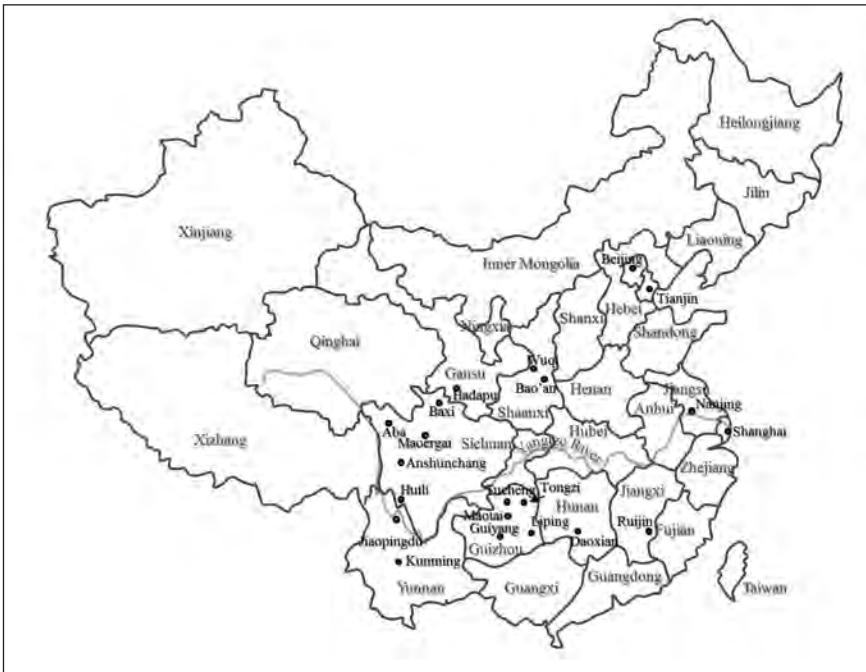 Heilongjiang
Jilin
Liaoning
Xinjiang
Inner Mongolia
Beijing
Tianjin
Hebei
Shanxi
Shandong
Ningxia
Qinghai
Wuqi
Gansu
Hadapu
Bao'an
Henan
Jiangsu
Baxi
Shaanxi
Anhui
Nanjing
Aba
Maoergai
Xizhang
Hubei
Shanghai
Yangtze River
Anshunchang
Zhejiang
Huili
Tongzi
Jiangxi
Hunan
Maotai
Guiyang
Liping
Ruijin
Fujian
Jiaopingdu
Guizhou
Daoxian
Kunming
Yunnan
Guangxi
Guangdong
Taiwan